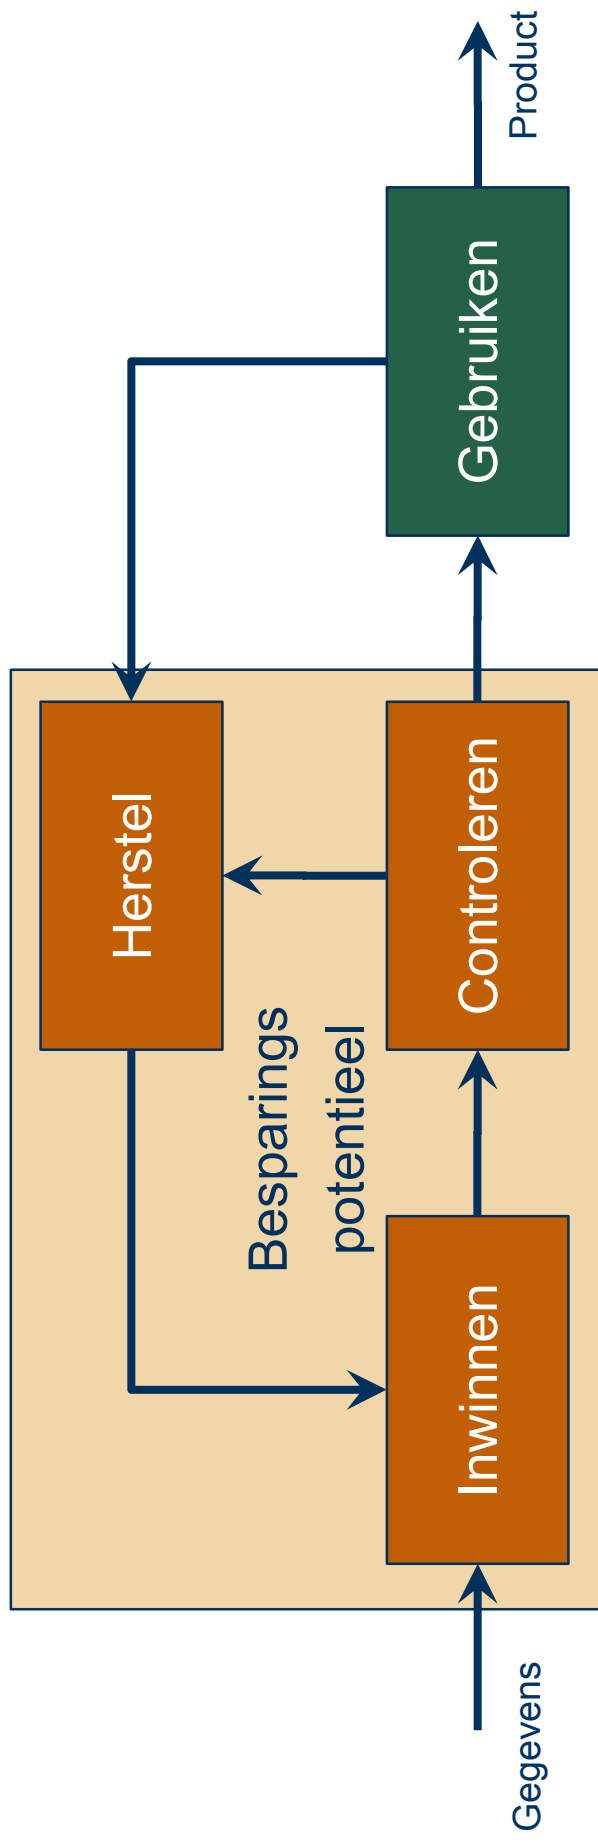 Herstel
Besparings
potentieel
Gegevens
Inwinnen
Controleren
Gebruiken
Product